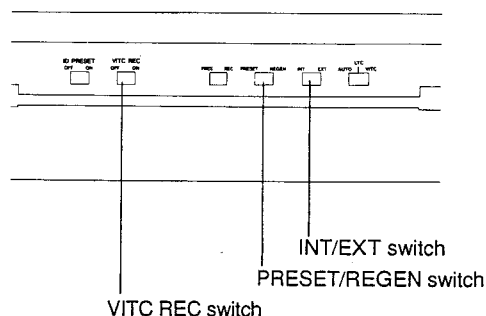 ID PRESET
OFF ON
VITC REC
OFF ON
FREE REC
PRESET REGEN
INT EXT
LTC
AUTO VITC
INT/EXT switch
PRESET/REGEN switch
VITC REC switch